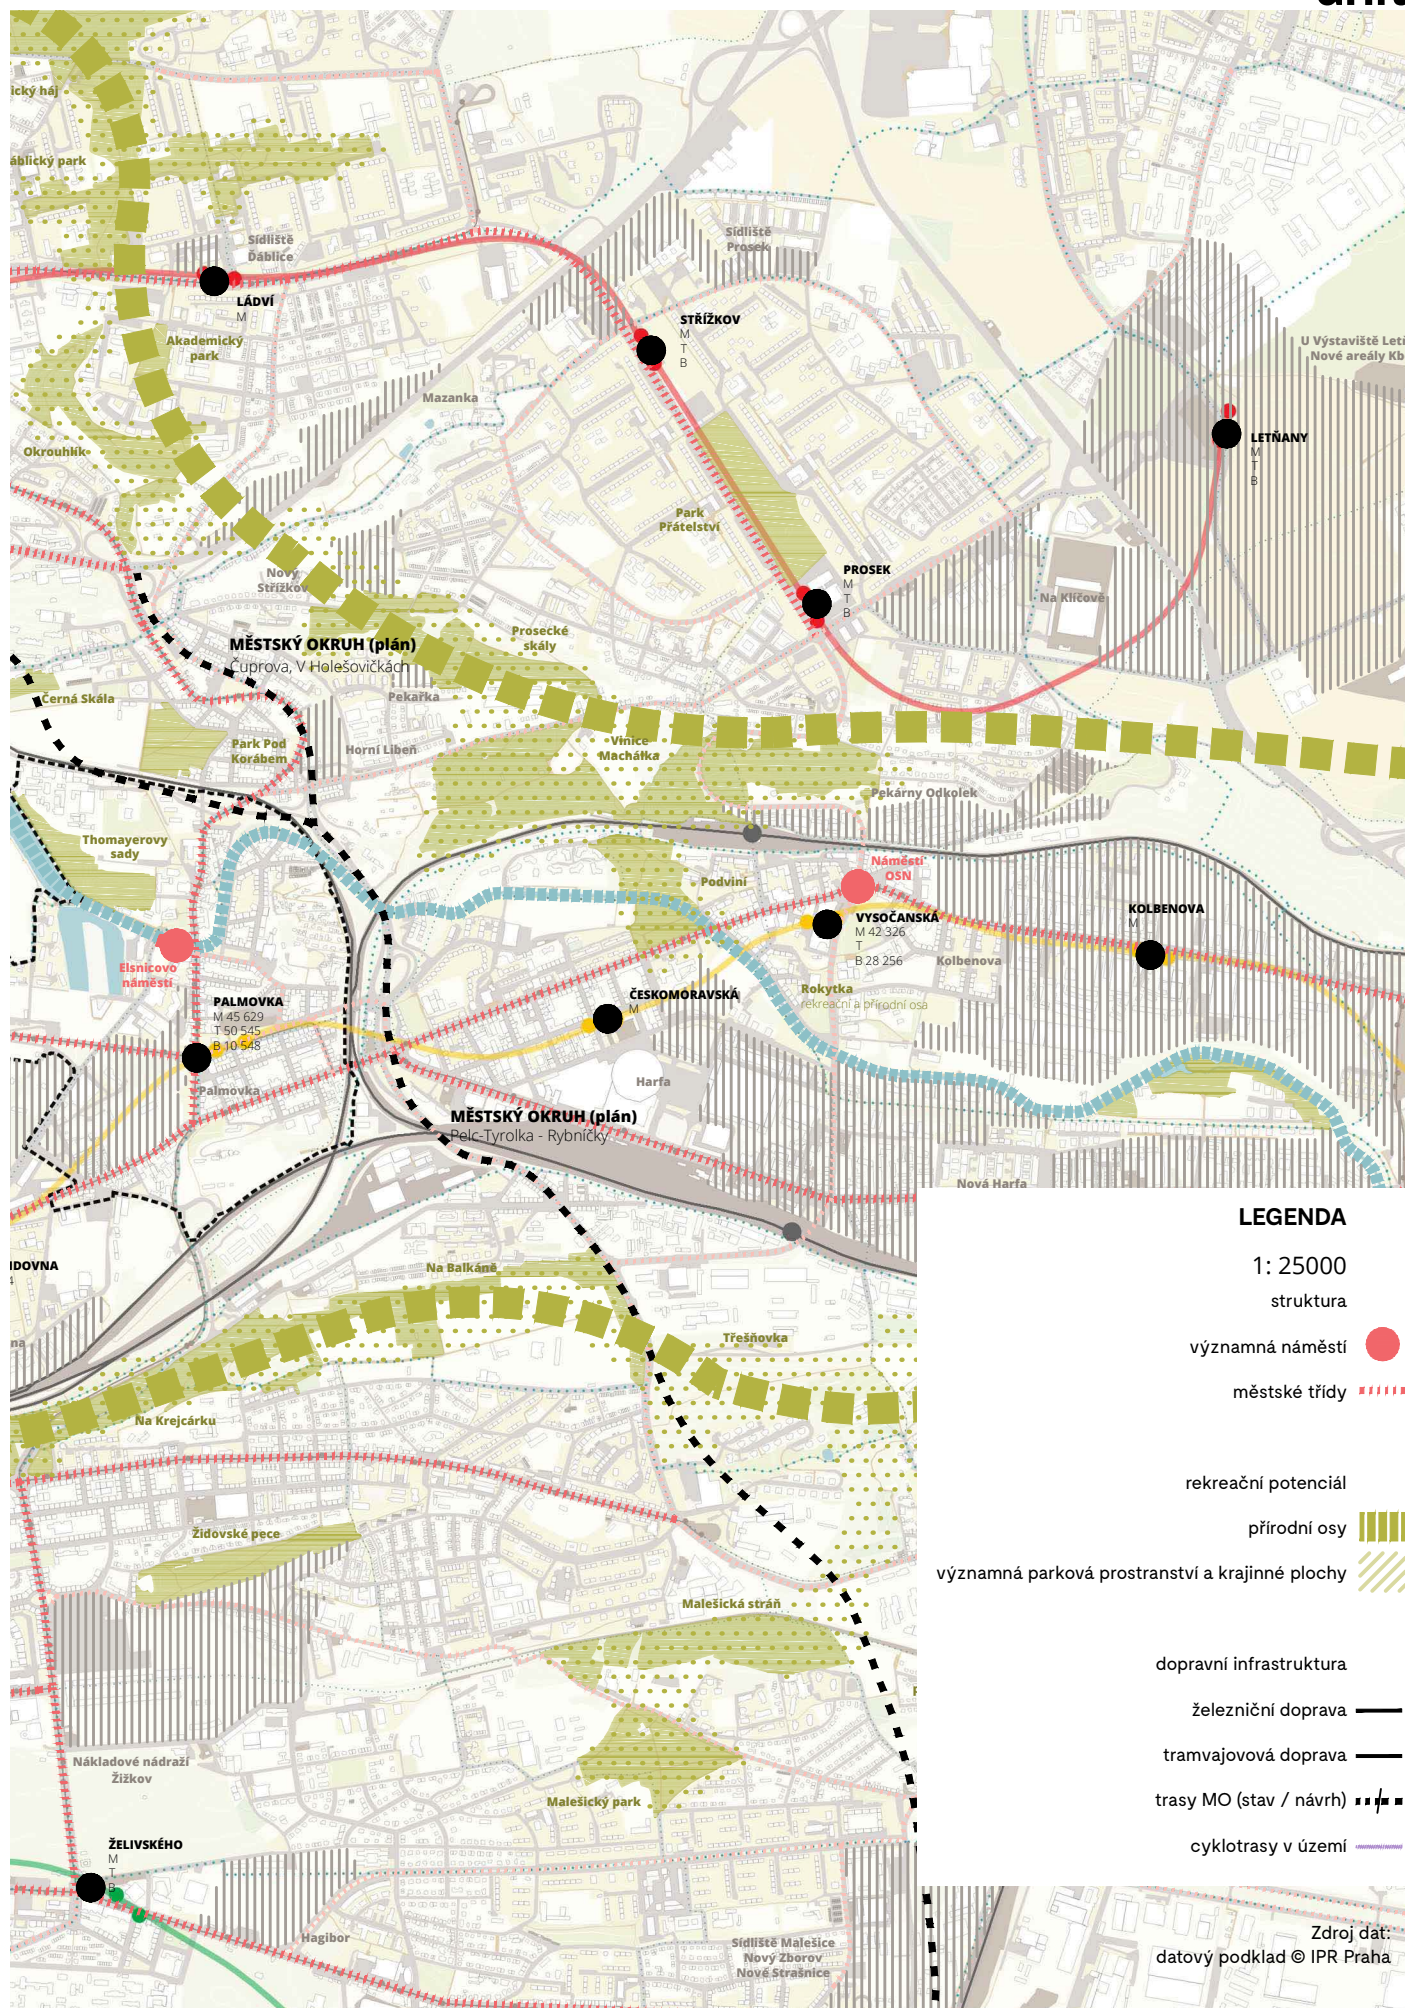 Sídliště
Ďáblice
LÁDVÍ
M
Akademický
park
Okrouhlík
Mazanka
Sídliště
Prosek
STŘÍŽKOV
M
T
B
LETŇANY
M
T
B
Park
Přátelství
PROSEK
M
T
B
Na Klíčově
Nový
Střížkov
MĚSTSKÝ OKRUH (plán)
Čuprova, V Holešovičkách
Prosecké
skály
Pekařka
Černá Skála
Park Pod
Korábem
Horní Libeň
Vinice
Machalka
Pekárny Odkolek
Thomayerovy
sady
Podviní
Náměstí
OSN
VYSOČANSKÁ
M 42 326
T
B 28 256
KOLBENOVA
M
Kolbenova
Elsnicovo
náměstí
PALMOVKA
M 45 629
T 50 545
B 10 548
Palmovka
ČESKOMORAVSKÁ
M
Rokytka
rekreační a přírodní osa
Harfa
MĚSTSKÝ OKRUH (plán)
Pelc-Tyrolka - Rybníčky
Nová Harfa
Na Balkáně
Třešňovka
Na Krejcárku
Židovské pece
Malešická stráň
Nákladové nádraží
Žižkov
Malešický park
ŽELIVSKÉHO
M
T
B
Hagibor
Sídliště Malešice
Nový Zborov
Nové Strašnice
LEGENDA
1: 25000
struktura
významná náměstí
městské třídy
rekreační potenciál
přírodní osy
významná parková prostranství a krajinné plochy
dopravní infrastruktura
železniční doprava
tramvajovová doprava
trasy MO (stav / návrh)
cyklotrasy v území
Zdroj dat:
datový podklad © IPR Praha